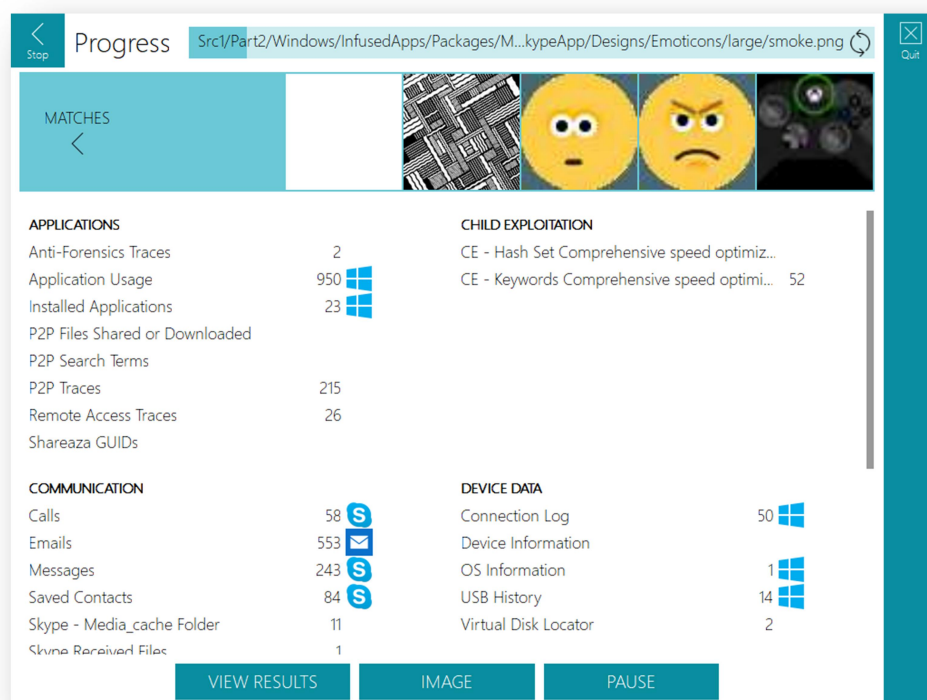 Stop
Progress
Src1/Part2/Windows/InfusedApps/Packages/M...kypeApp/Designs/Emoticons/large/smoke.png
Quit
MATCHES
APPLICATIONS
Anti-Forensics Traces 2
Application Usage 950
Installed Applications 23
P2P Files Shared or Downloaded
P2P Search Terms
P2P Traces 215
Remote Access Traces 26
Shareaza GUIDs
CHILD EXPLOITATION
CE - Hash Set Comprehensive speed optimiz...
CE - Keywords Comprehensive speed optimi... 52
COMMUNICATION
Calls 58
Emails 553
Messages 243
Saved Contacts 84
Skype - Media_cache Folder 11
Skype Received Files 1
DEVICE DATA
Connection Log 50
Device Information
OS Information 1
USB History 14
Virtual Disk Locator 2
VIEW RESULTS
IMAGE
PAUSE